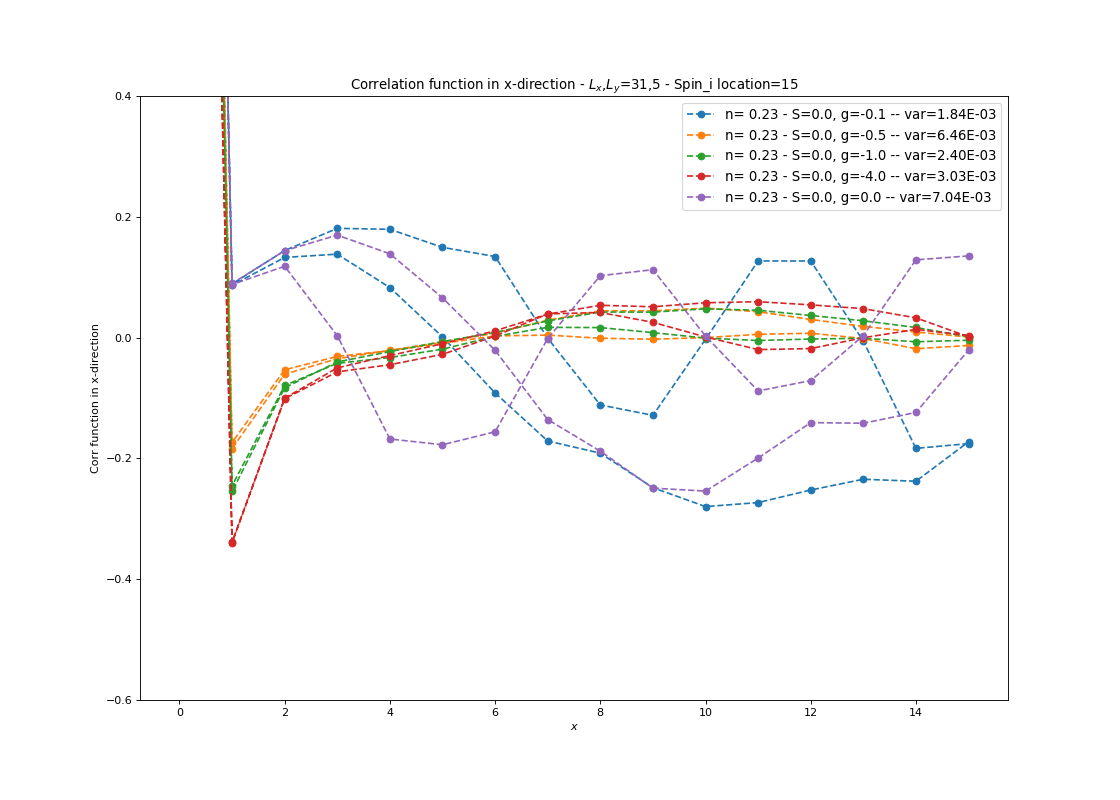 Correlation function in x-direction - Lₓ,Lᵧ=31,5 - Spin_i location=15
n= 0.23 - S=0.0, g=-0.1 -- var=1.84E-03
n= 0.23 - S=0.0, g=-0.5 -- var=6.46E-03
n= 0.23 - S=0.0, g=-1.0 -- var=2.40E-03
n= 0.23 - S=0.0, g=-4.0 -- var=3.03E-03
n= 0.23 - S=0.0, g=0.0 -- var=7.04E-03
Corr function in x-direction
0.4
0.2
0.0
−0.2
−0.4
−0.6
0 2 4 6 8 10 12 14
x